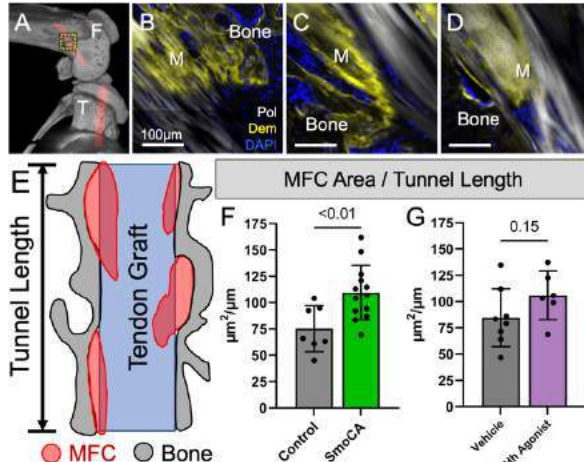 A
F
T
B
Bone
M
Pol
Dem
DAPI
100μm
C
M
Bone
D
M
Bone
E
Tunnel Length
Tendon Graft
MFC
Bone
MFC Area / Tunnel Length
F
<0.01
μm²/μm
175
150
125
100
75
50
25
0
Control
SmoCA
G
0.15
μm²/μm
175
150
125
100
75
50
25
0
Vehicle
Agonist